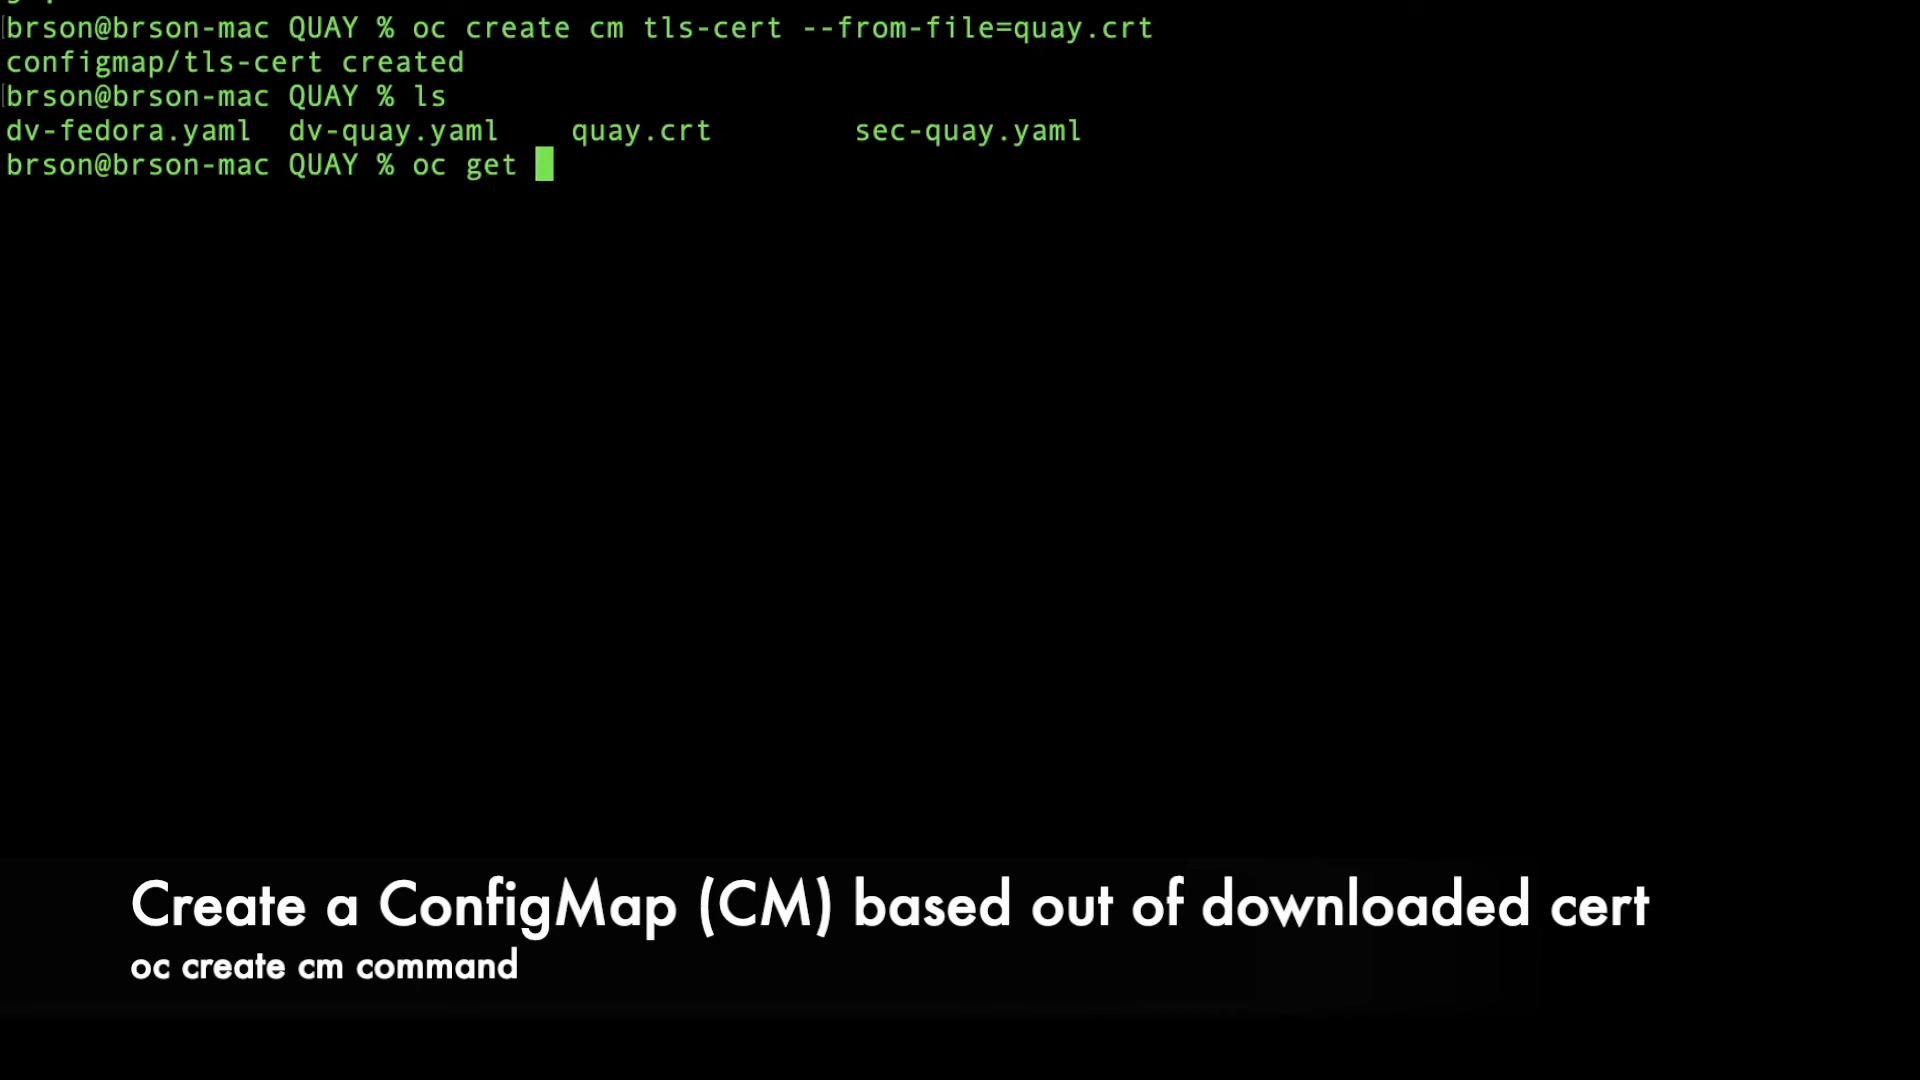 brson@brson-mac QUAY % oc create cm tls-cert --from-file=quay.crt
configmap/tls-cert created
brson@brson-mac QUAY % ls
dv-fedora.yaml dv-quay.yaml quay.crt sec-quay.yaml
brson@brson-mac QUAY % oc get
Create a ConfigMap (CM) based out of downloaded cert
oc create cm command